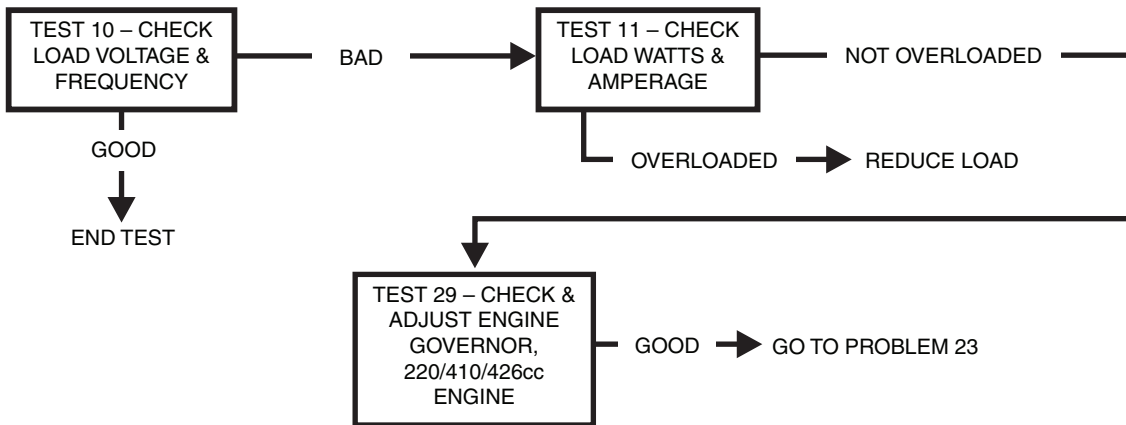 TEST 10 – CHECK
LOAD VOLTAGE &
FREQUENCY
BAD
TEST 11 – CHECK
LOAD WATTS &
AMPERAGE
NOT OVERLOADED
GOOD
END TEST
OVERLOADED
REDUCE LOAD
TEST 29 – CHECK &
ADJUST ENGINE
GOVERNOR,
220/410/426cc
ENGINE
GOOD
GO TO PROBLEM 23